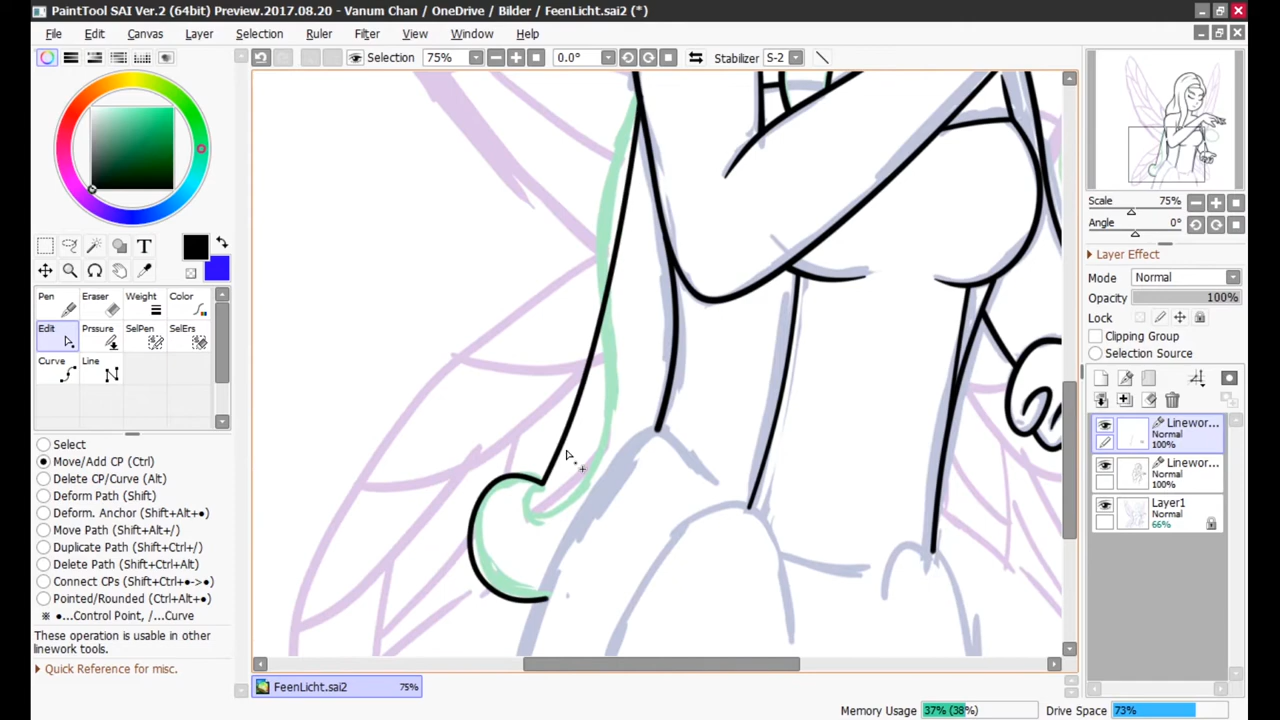 PaintTool SAI Ver.2 (64bit) Preview.2017.08.20 - Vanum Chan / OneDrive / Bilder / FeenLicht.sai2 (*)
File Edit Canvas Layer Selection Ruler Filter View Window Help
Selection 75% 0.0° Stabilizer S-2
T
Pen Eraser Weight Color
Edit Prssure SelPen SelErs
Curve Line
Select
Move/Add CP (Ctrl)
Delete CP/Curve (Alt)
Deform Path (Shift)
Deform. Anchor (Shift+Alt+●)
Move Path (Shift+Alt+/)
Duplicate Path (Shift+Ctrl+/)
Delete Path (Ctrl+Alt)
Connect CPs (Shift+Ctrl+●->●)
Pointed/Rounded (Ctrl+Alt+●)
※ ●...Control Point, /...Curve
These operation is usable in other
linework tools.
Quick Reference for misc.
Scale 75%
Angle 0°
Layer Effect
Mode Normal
Opacity 100%
Lock
Clipping Group
Selection Source
Linewor...
Normal
100%
Linewor...
Normal
100%
Layer1
Normal
66%
FeenLicht.sai2 75%
Memory Usage 37% (38%) Drive Space 73%